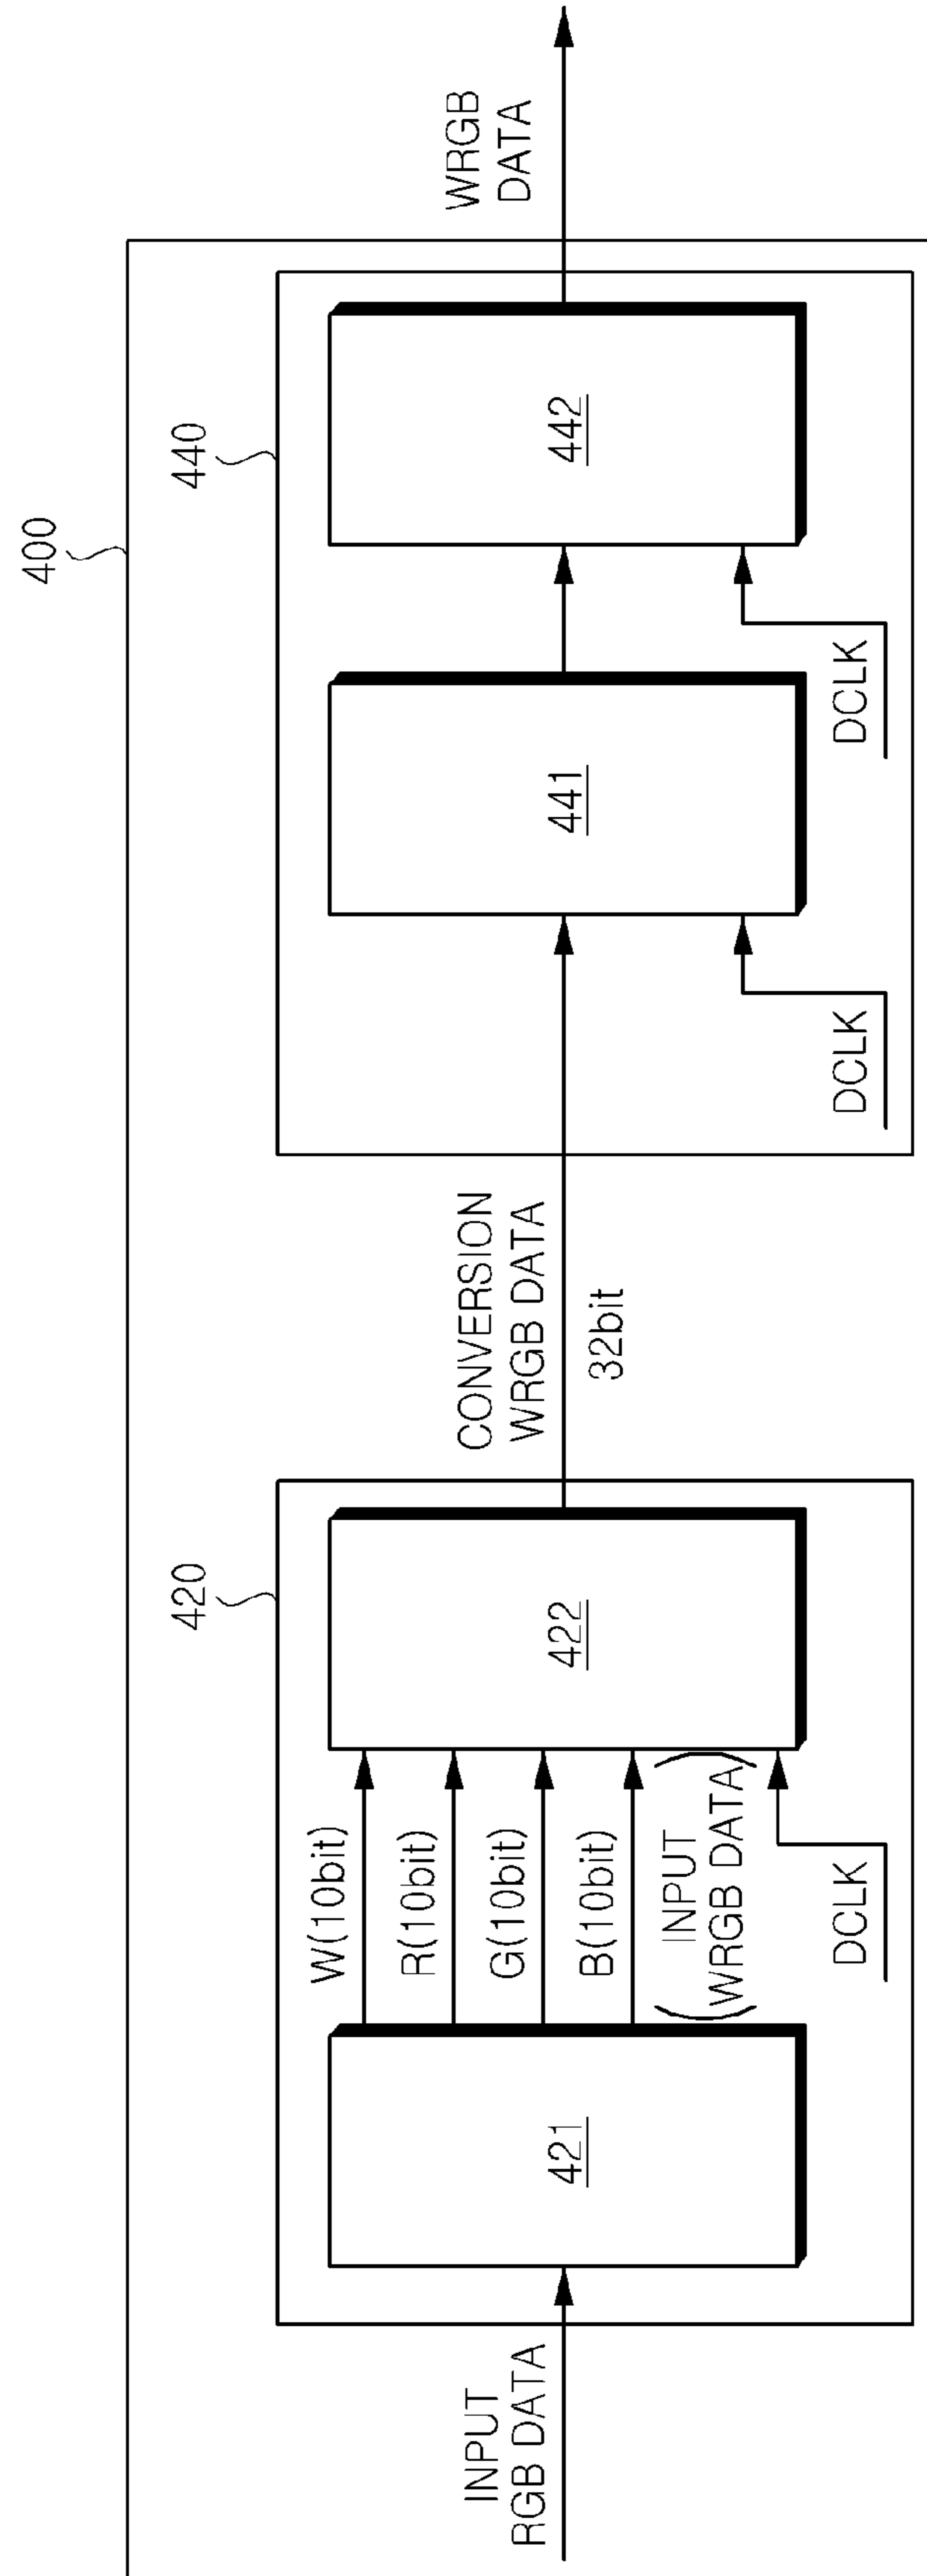 400
420
440
INPUT
RGB DATA
421
W(10bit)
R(10bit)
G(10bit)
B(10bit)
(INPUT
WRGB DATA)
DCLK
422
CONVERSION
WRGB DATA
32bit
DCLK
441
DCLK
442
WRGB
DATA